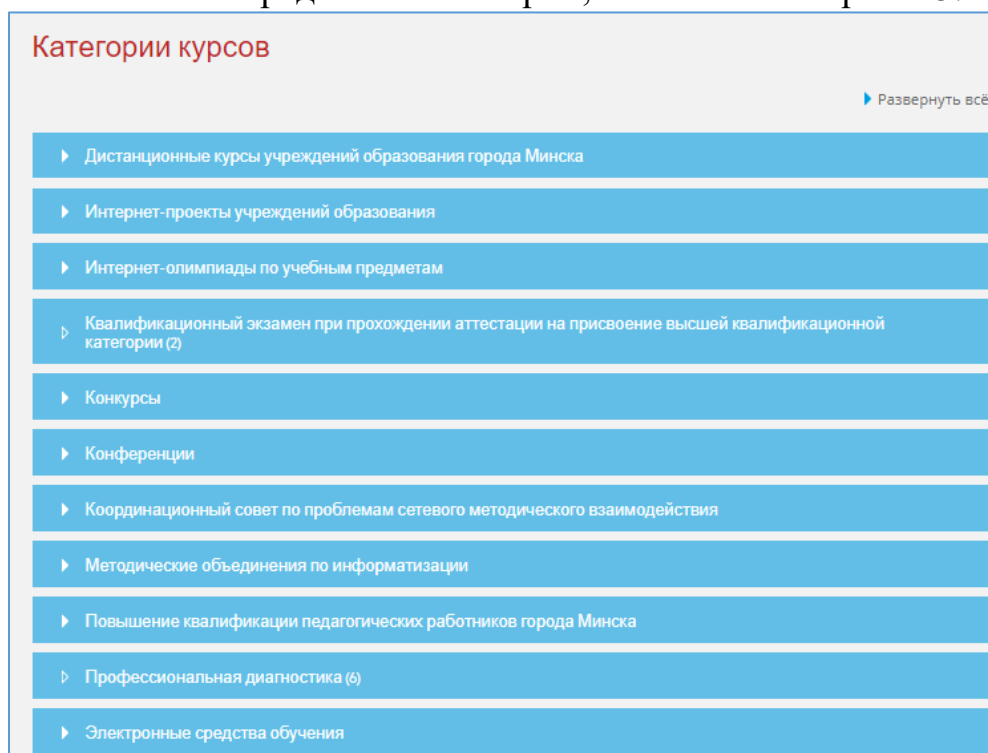 Категории курсов
Развернуть всё
Дистанционные курсы учреждений образования города Минска
Интернет-проекты учреждений образования
Интернет-олимпиады по учебным предметам
Квалификационный экзамен при прохождении аттестации на присвоение высшей квалификационной
категории (2)
Конкурсы
Конференции
Координационный совет по проблемам сетевого методического взаимодействия
Методические объединения по информатизации
Повышение квалификации педагогических работников города Минска
Профессиональная диагностика (6)
Электронные средства обучения